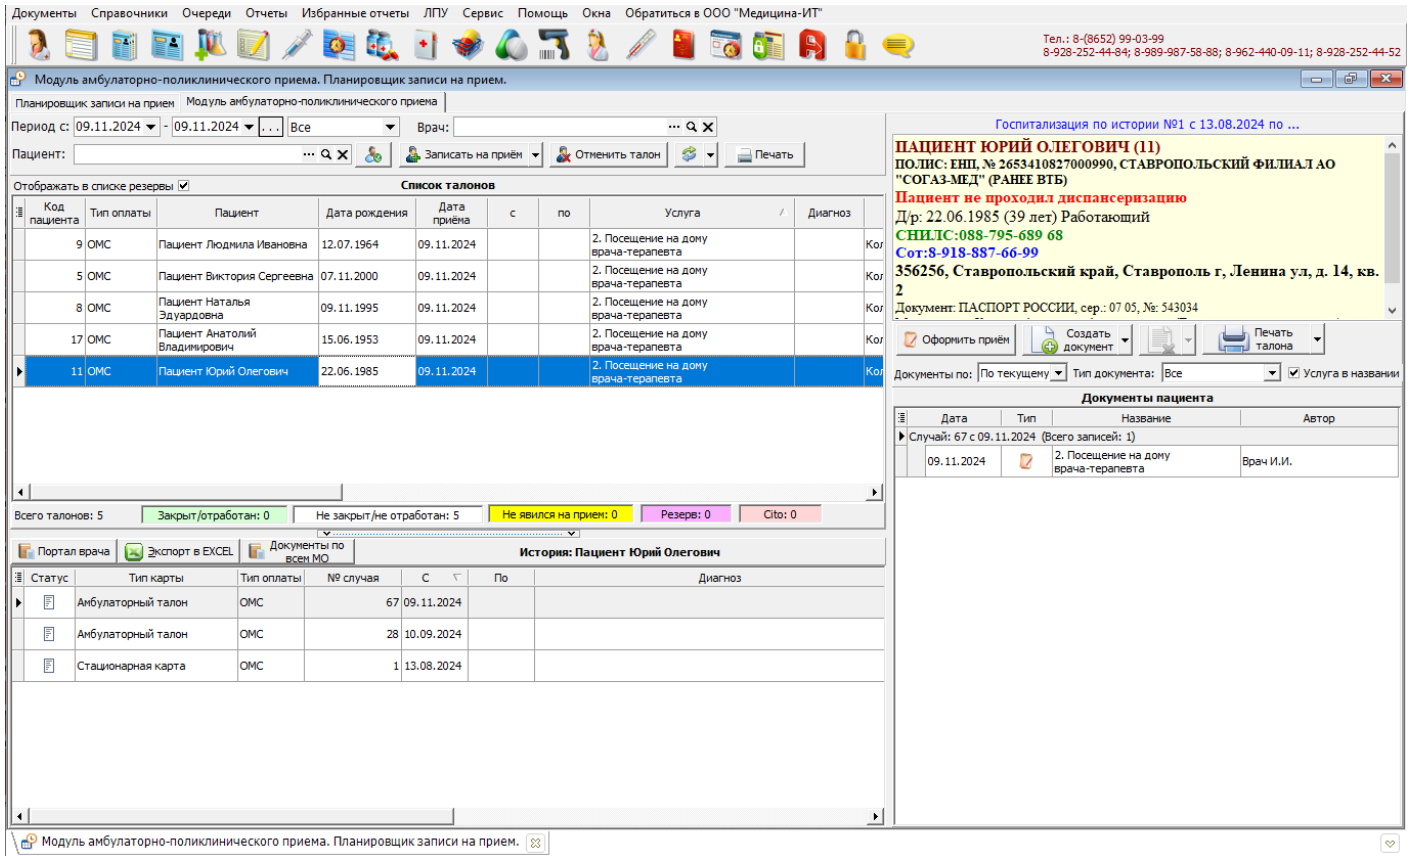 Документы Справочники Очереди Отчеты Избранные отчеты ЛПУ Сервис Помощь Окна Обратиться в ООО "Медицина-ИТ"
Тел.: 8-(8652) 99-03-99
8-928-252-44-84; 8-989-987-58-88; 8-962-440-09-11; 8-928-252-44-52
Модуль амбулаторно-поликлинического приема. Планировщик записи на прием.
Планировщик записи на прием Модуль амбулаторно-поликлинического приема
Период с: 09.11.2024 - 09.11.2024 ... Все Врач:
Пациент: Записать на приём Отменить талон Печать
Отображать в списке резервы Список талонов
Код пациента Тип оплаты Пациент Дата рождения Дата приёма с по Услуга Диагноз
9 ОМС Пациент Людмила Ивановна 12.07.1964 09.11.2024 2. Посещение на дому врача-терапевта Кол
5 ОМС Пациент Виктория Сергеевна 07.11.2000 09.11.2024 2. Посещение на дому врача-терапевта Кол
8 ОМС Пациент Наталья Эдуардовна 09.11.1995 09.11.2024 2. Посещение на дому врача-терапевта Кол
17 ОМС Пациент Анатолий Владимирович 15.06.1953 09.11.2024 2. Посещение на дому врача-терапевта Кол
11 ОМС Пациент Юрий Олегович 22.06.1985 09.11.2024 2. Посещение на дому врача-терапевта Кол
Всего талонов: 5 Закрыт/отработан: 0 Не закрыт/не отработан: 5 Не явился на прием: 0 Резерв: 0 Cito: 0
Портал врача Экспорт в EXCEL Документы по всем МО История: Пациент Юрий Олегович
Статус Тип карты Тип оплаты № случая С По Диагноз
Амбулаторный талон ОМС 67 09.11.2024
Амбулаторный талон ОМС 28 10.09.2024
Стационарная карта ОМС 1 13.08.2024
Госпитализация по истории №1 с 13.08.2024 по ...
ПАЦИЕНТ ЮРИЙ ОЛЕГОВИЧ (11)
ПОЛИС: ЕНП, № 2653410827000990, СТАВРОПОЛЬСКИЙ ФИЛИАЛ АО
"СОГАЗ-МЕД" (РАНЕЕ ВТБ)
Пациент не проходил диспансеризацию
Д/р: 22.06.1985 (39 лет) Работающий
СНИЛС:088-795-689 68
Сот:8-918-887-66-99
356256, Ставропольский край, Ставрополь г, Ленина ул, д. 14, кв.
2
Документ: ПАСПОРТ РОССИИ, сер.: 07 05, №: 543034
Оформить приём Создать документ Печать талона
Документы по: По текущему Тип документа: Все Услуга в названии
Документы пациента
Дата Тип Название Автор
Случай: 67 с 09.11.2024 (Всего записей: 1)
09.11.2024 2. Посещение на дому врача-терапевта Врач И.И.
Модуль амбулаторно-поликлинического приема. Планировщик записи на прием.